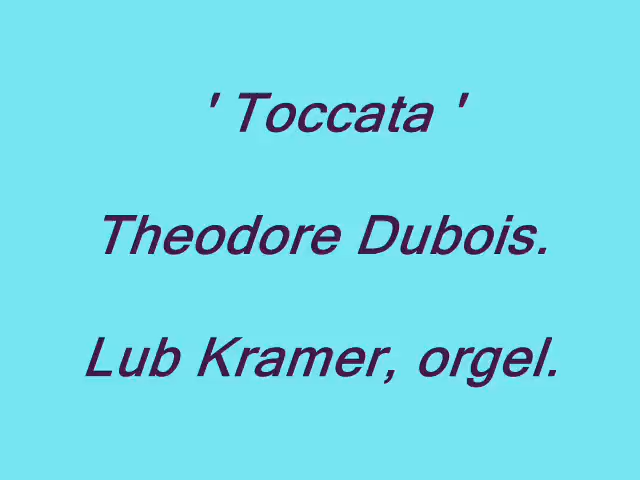 ' Toccata '
Theodore Dubois.
Lub Kramer, orgel.